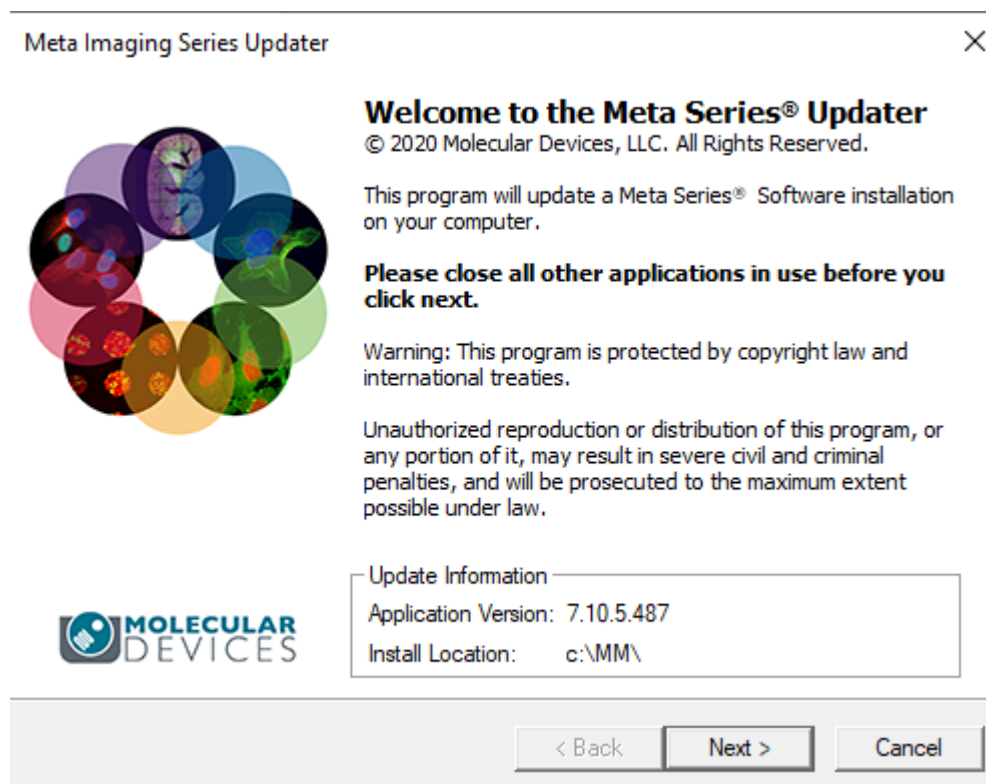 Meta Imaging Series Updater
Welcome to the Meta Series® Updater
© 2020 Molecular Devices, LLC. All Rights Reserved.
This program will update a Meta Series® Software installation
on your computer.
Please close all other applications in use before you
click next.
Warning: This program is protected by copyright law and
international treaties.
Unauthorized reproduction or distribution of this program, or
any portion of it, may result in severe civil and criminal
penalties, and will be prosecuted to the maximum extent
possible under law.
Update Information
Application Version: 7.10.5.487
Install Location: c:\MM\
MOLECULAR
DEVICES
< Back Next > Cancel